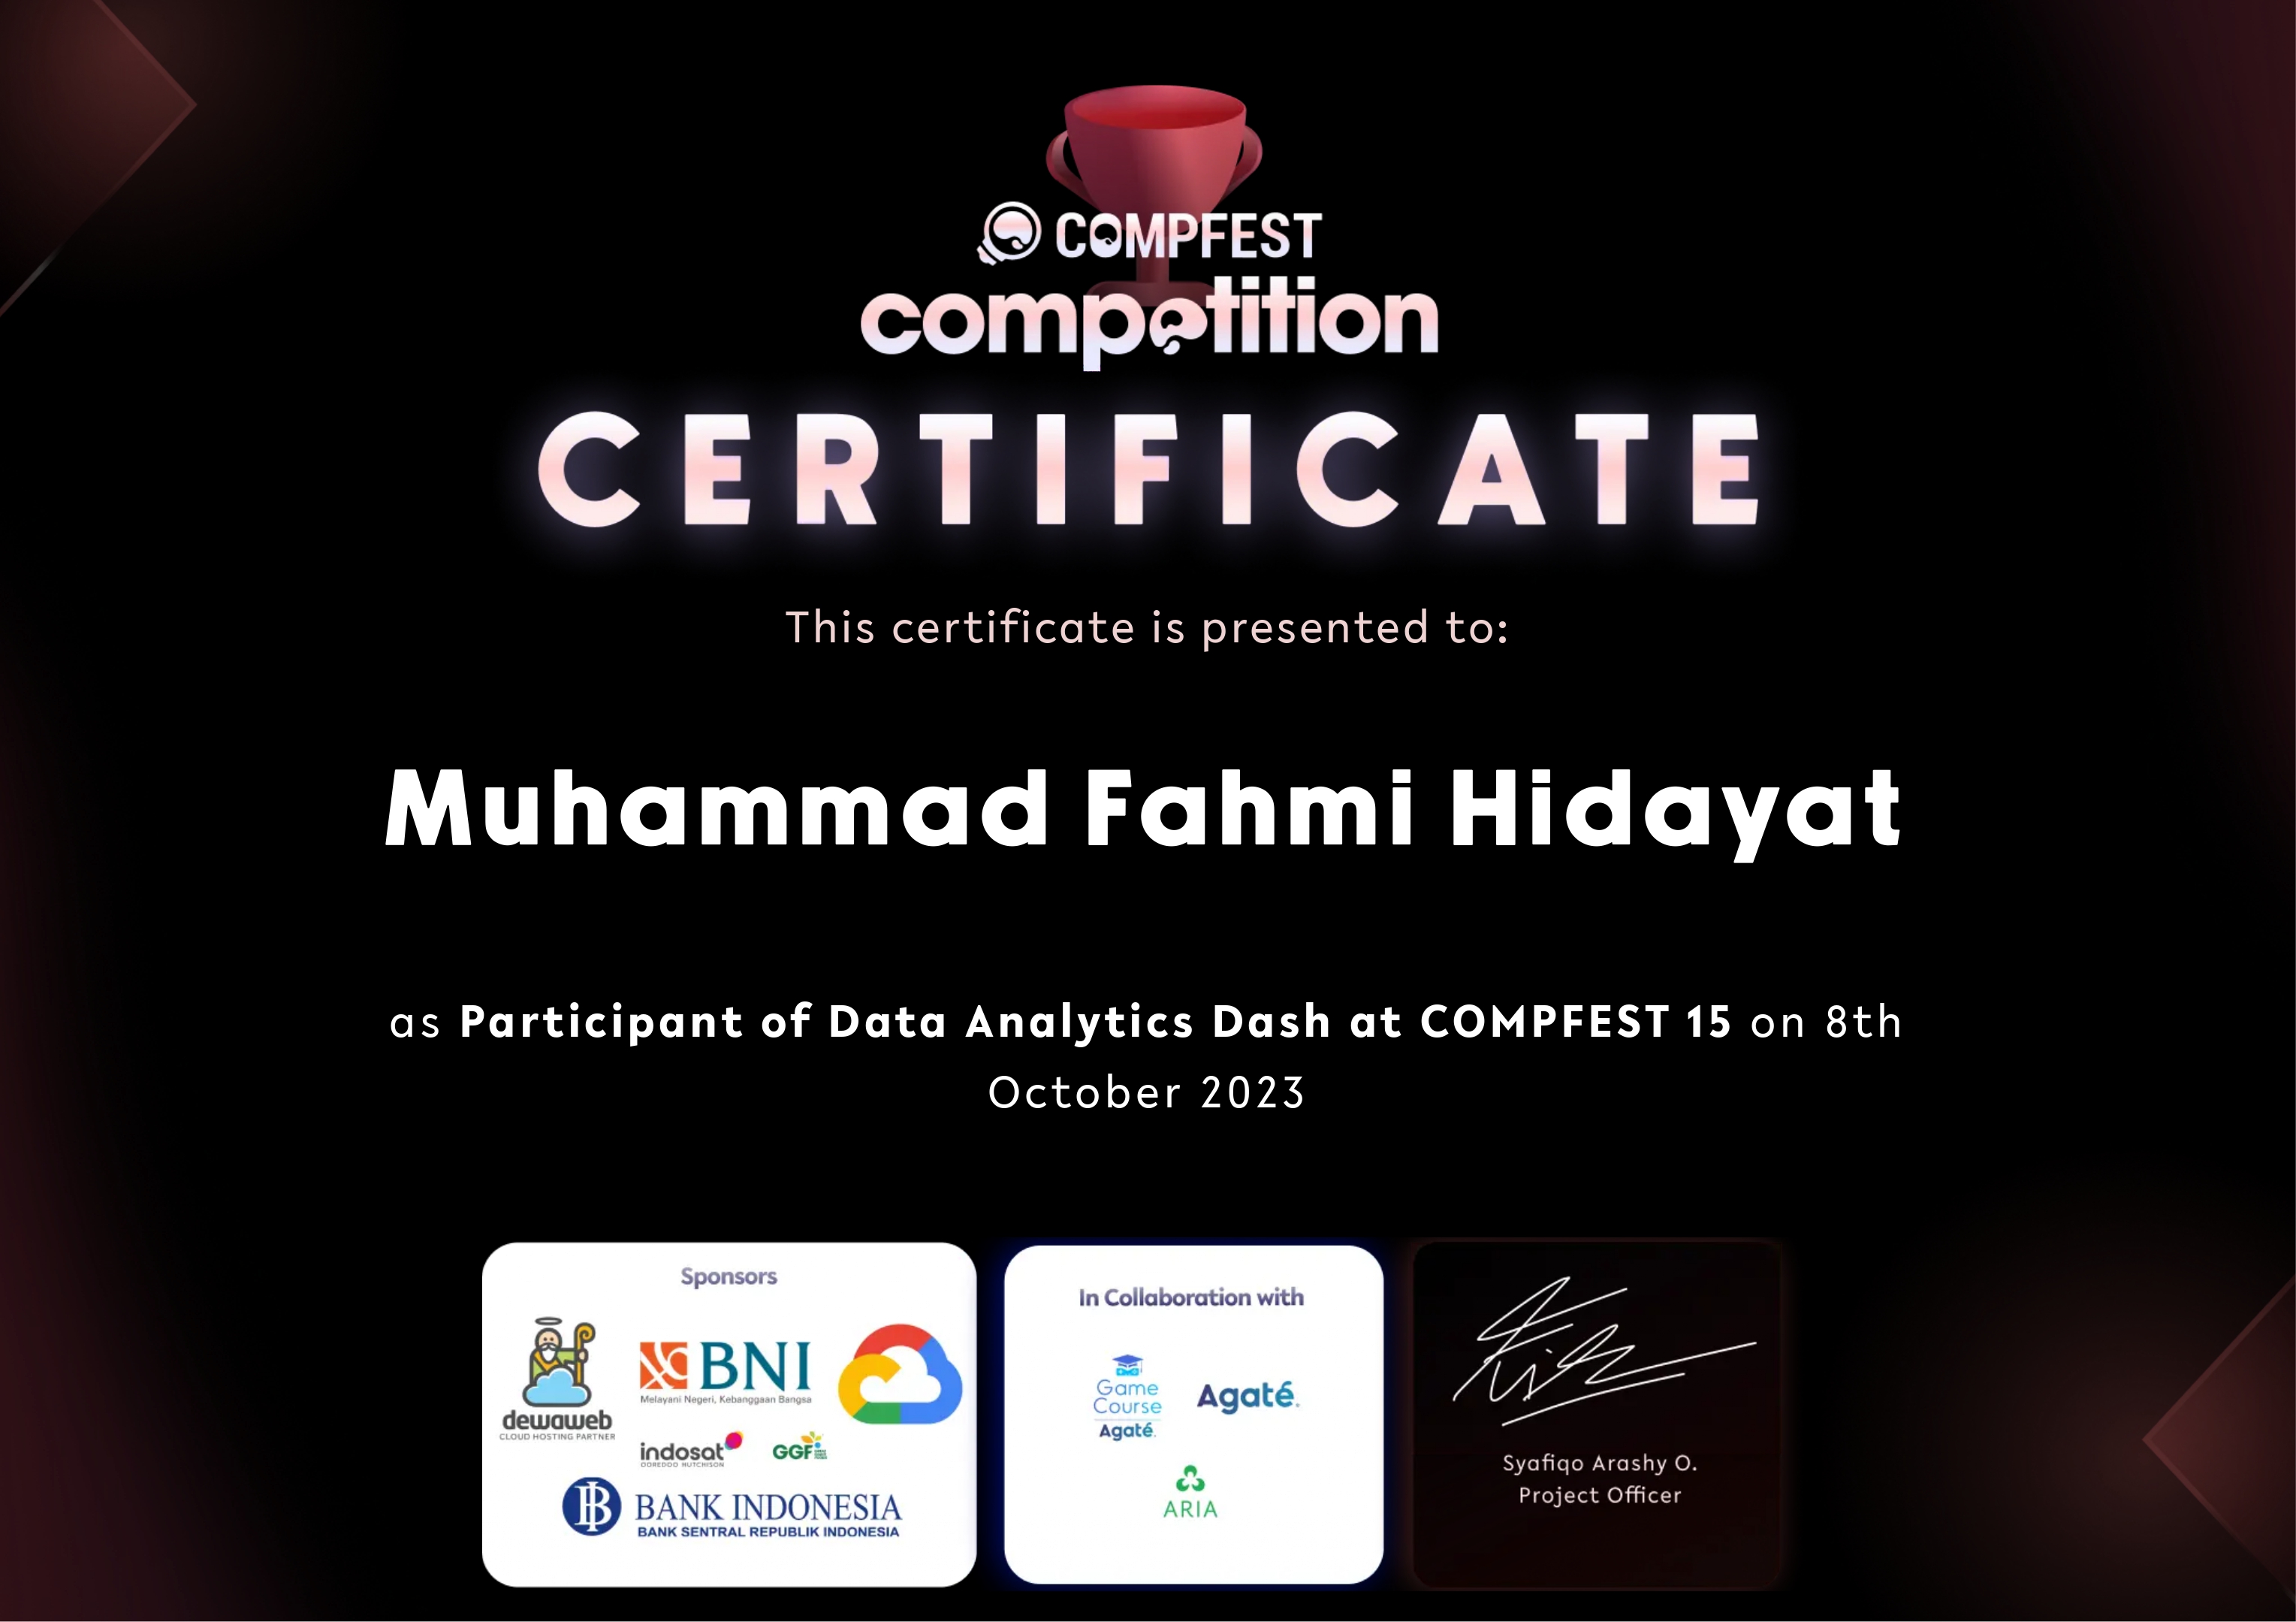 COMPFEST
competition
CERTIFICATE
This certificate is presented to:
Muhammad Fahmi Hidayat
as Participant of Data Analytics Dash at COMPFEST 15 on 8th
October 2023
Sponsors
dewaweb
CLOUD HOSTING PARTNER
BNI
Melayani Negeri, Kebanggaan Bangsa
indosat
OOREDOO HUTCHISON
GGF
BANK INDONESIA
BANK SENTRAL REPUBLIK INDONESIA
In Collaboration with
Game
Course
Agaté
Agaté
ARIA
Syafiqo Arashy O.
Project Officer